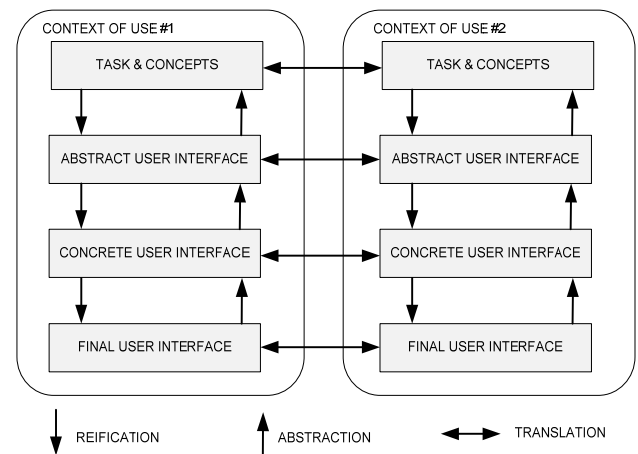 CONTEXT OF USE #1
TASK & CONCEPTS
ABSTRACT USER INTERFACE
CONCRETE USER INTERFACE
FINAL USER INTERFACE
CONTEXT OF USE #2
TASK & CONCEPTS
ABSTRACT USER INTERFACE
CONCRETE USER INTERFACE
FINAL USER INTERFACE
REIFICATION
ABSTRACTION
TRANSLATION